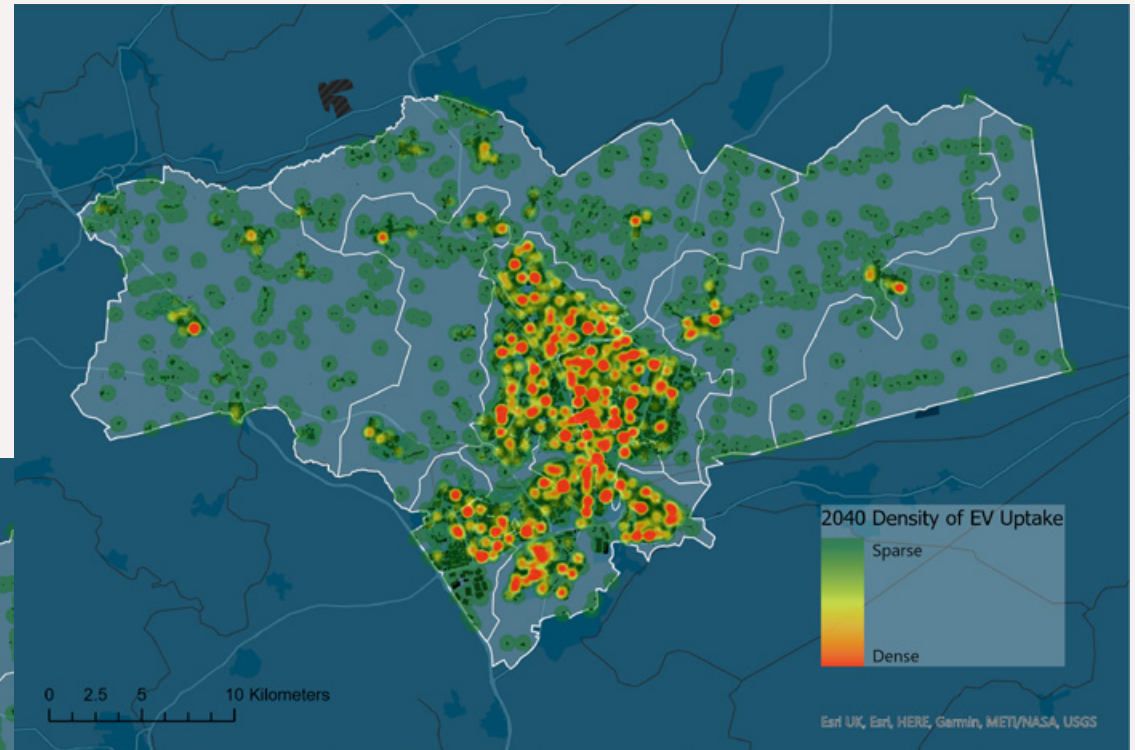 2040 Density of EV Uptake
Sparse
Dense
0 2.5 5 10 Kilometers
Esri UK, Esri, HERE, Garmin, METI/NASA, USGS